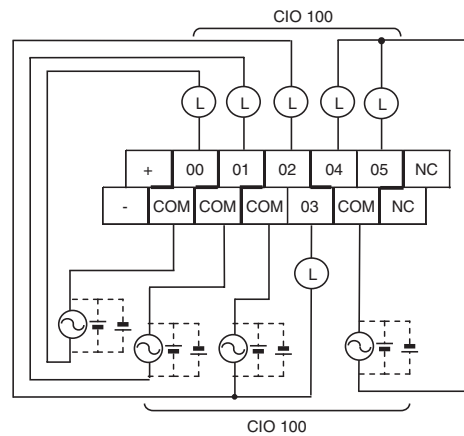 CIO 100
L L L L L
+ 00 01 02 04 05 NC
- COM COM COM 03 COM NC
L
CIO 100